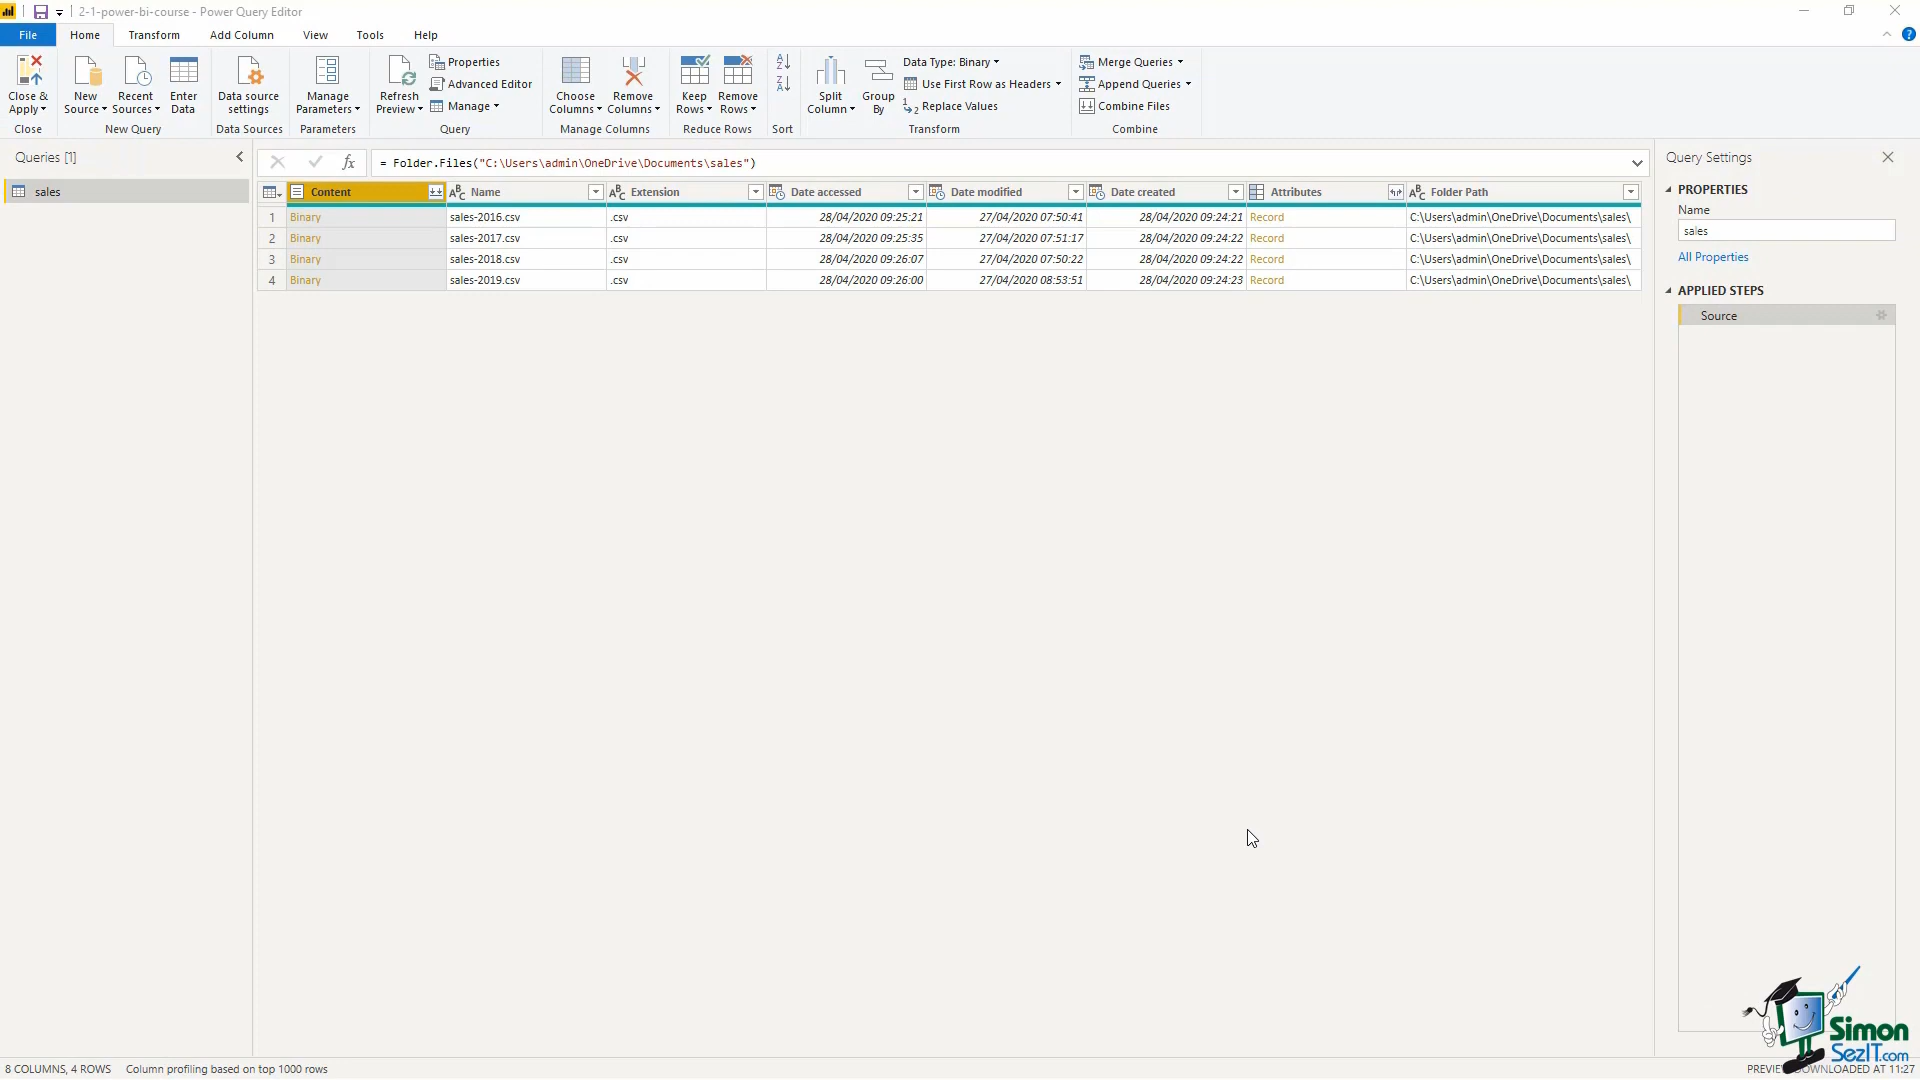 2-1-power-bi-course - Power Query Editor
File Home Transform Add Column View Tools Help
Close & Apply
New Source
Recent Sources
Enter Data
Data source settings
Manage Parameters
Refresh Preview
Properties
Advanced Editor
Manage
Choose Columns
Remove Columns
Keep Rows
Remove Rows
Split Column
Group By
Data Type: Binary
Use First Row as Headers
Replace Values
Merge Queries
Append Queries
Combine Files
Close New Query Data Sources Parameters Query Manage Columns Reduce Rows Sort Transform Combine
Queries [1]
sales
fx = Folder.Files("C:\Users\admin\OneDrive\Documents\sales")
Content Name Extension Date accessed Date modified Date created Attributes Folder Path
1 Binary sales-2016.csv .csv 28/04/2020 09:25:21 27/04/2020 07:50:41 28/04/2020 09:24:21 Record C:\Users\admin\OneDrive\Documents\sales\
2 Binary sales-2017.csv .csv 28/04/2020 09:25:35 27/04/2020 07:51:17 28/04/2020 09:24:22 Record C:\Users\admin\OneDrive\Documents\sales\
3 Binary sales-2018.csv .csv 28/04/2020 09:26:07 27/04/2020 07:50:22 28/04/2020 09:24:22 Record C:\Users\admin\OneDrive\Documents\sales\
4 Binary sales-2019.csv .csv 28/04/2020 09:26:00 27/04/2020 08:53:51 28/04/2020 09:24:23 Record C:\Users\admin\OneDrive\Documents\sales\
Query Settings
PROPERTIES
Name
sales
All Properties
APPLIED STEPS
Source
Simon
SezIT.com
8 COLUMNS, 4 ROWS Column profiling based on top 1000 rows
DOWNLOADED AT 11:27